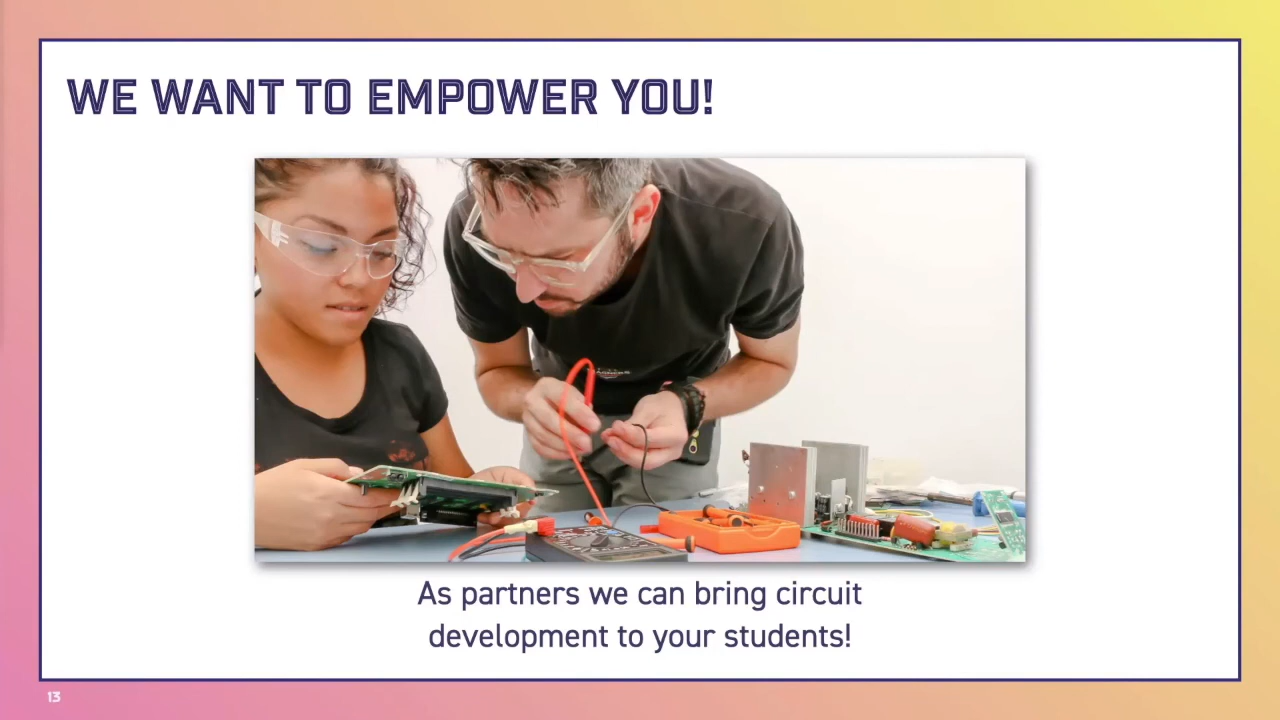 WE WANT TO EMPOWER YOU!
As partners we can bring circuit
development to your students!
13